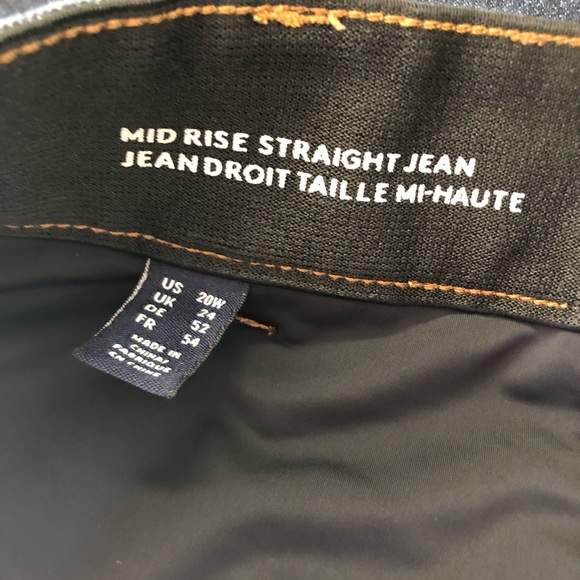 MID RISE STRAIGHT JEAN
JEAN DROIT TAILLE MI-HAUTE
US 20W
UK 24
DE 52
FR 54
MADE IN
CHINA/
FABRIQUÉ
EN CHINE